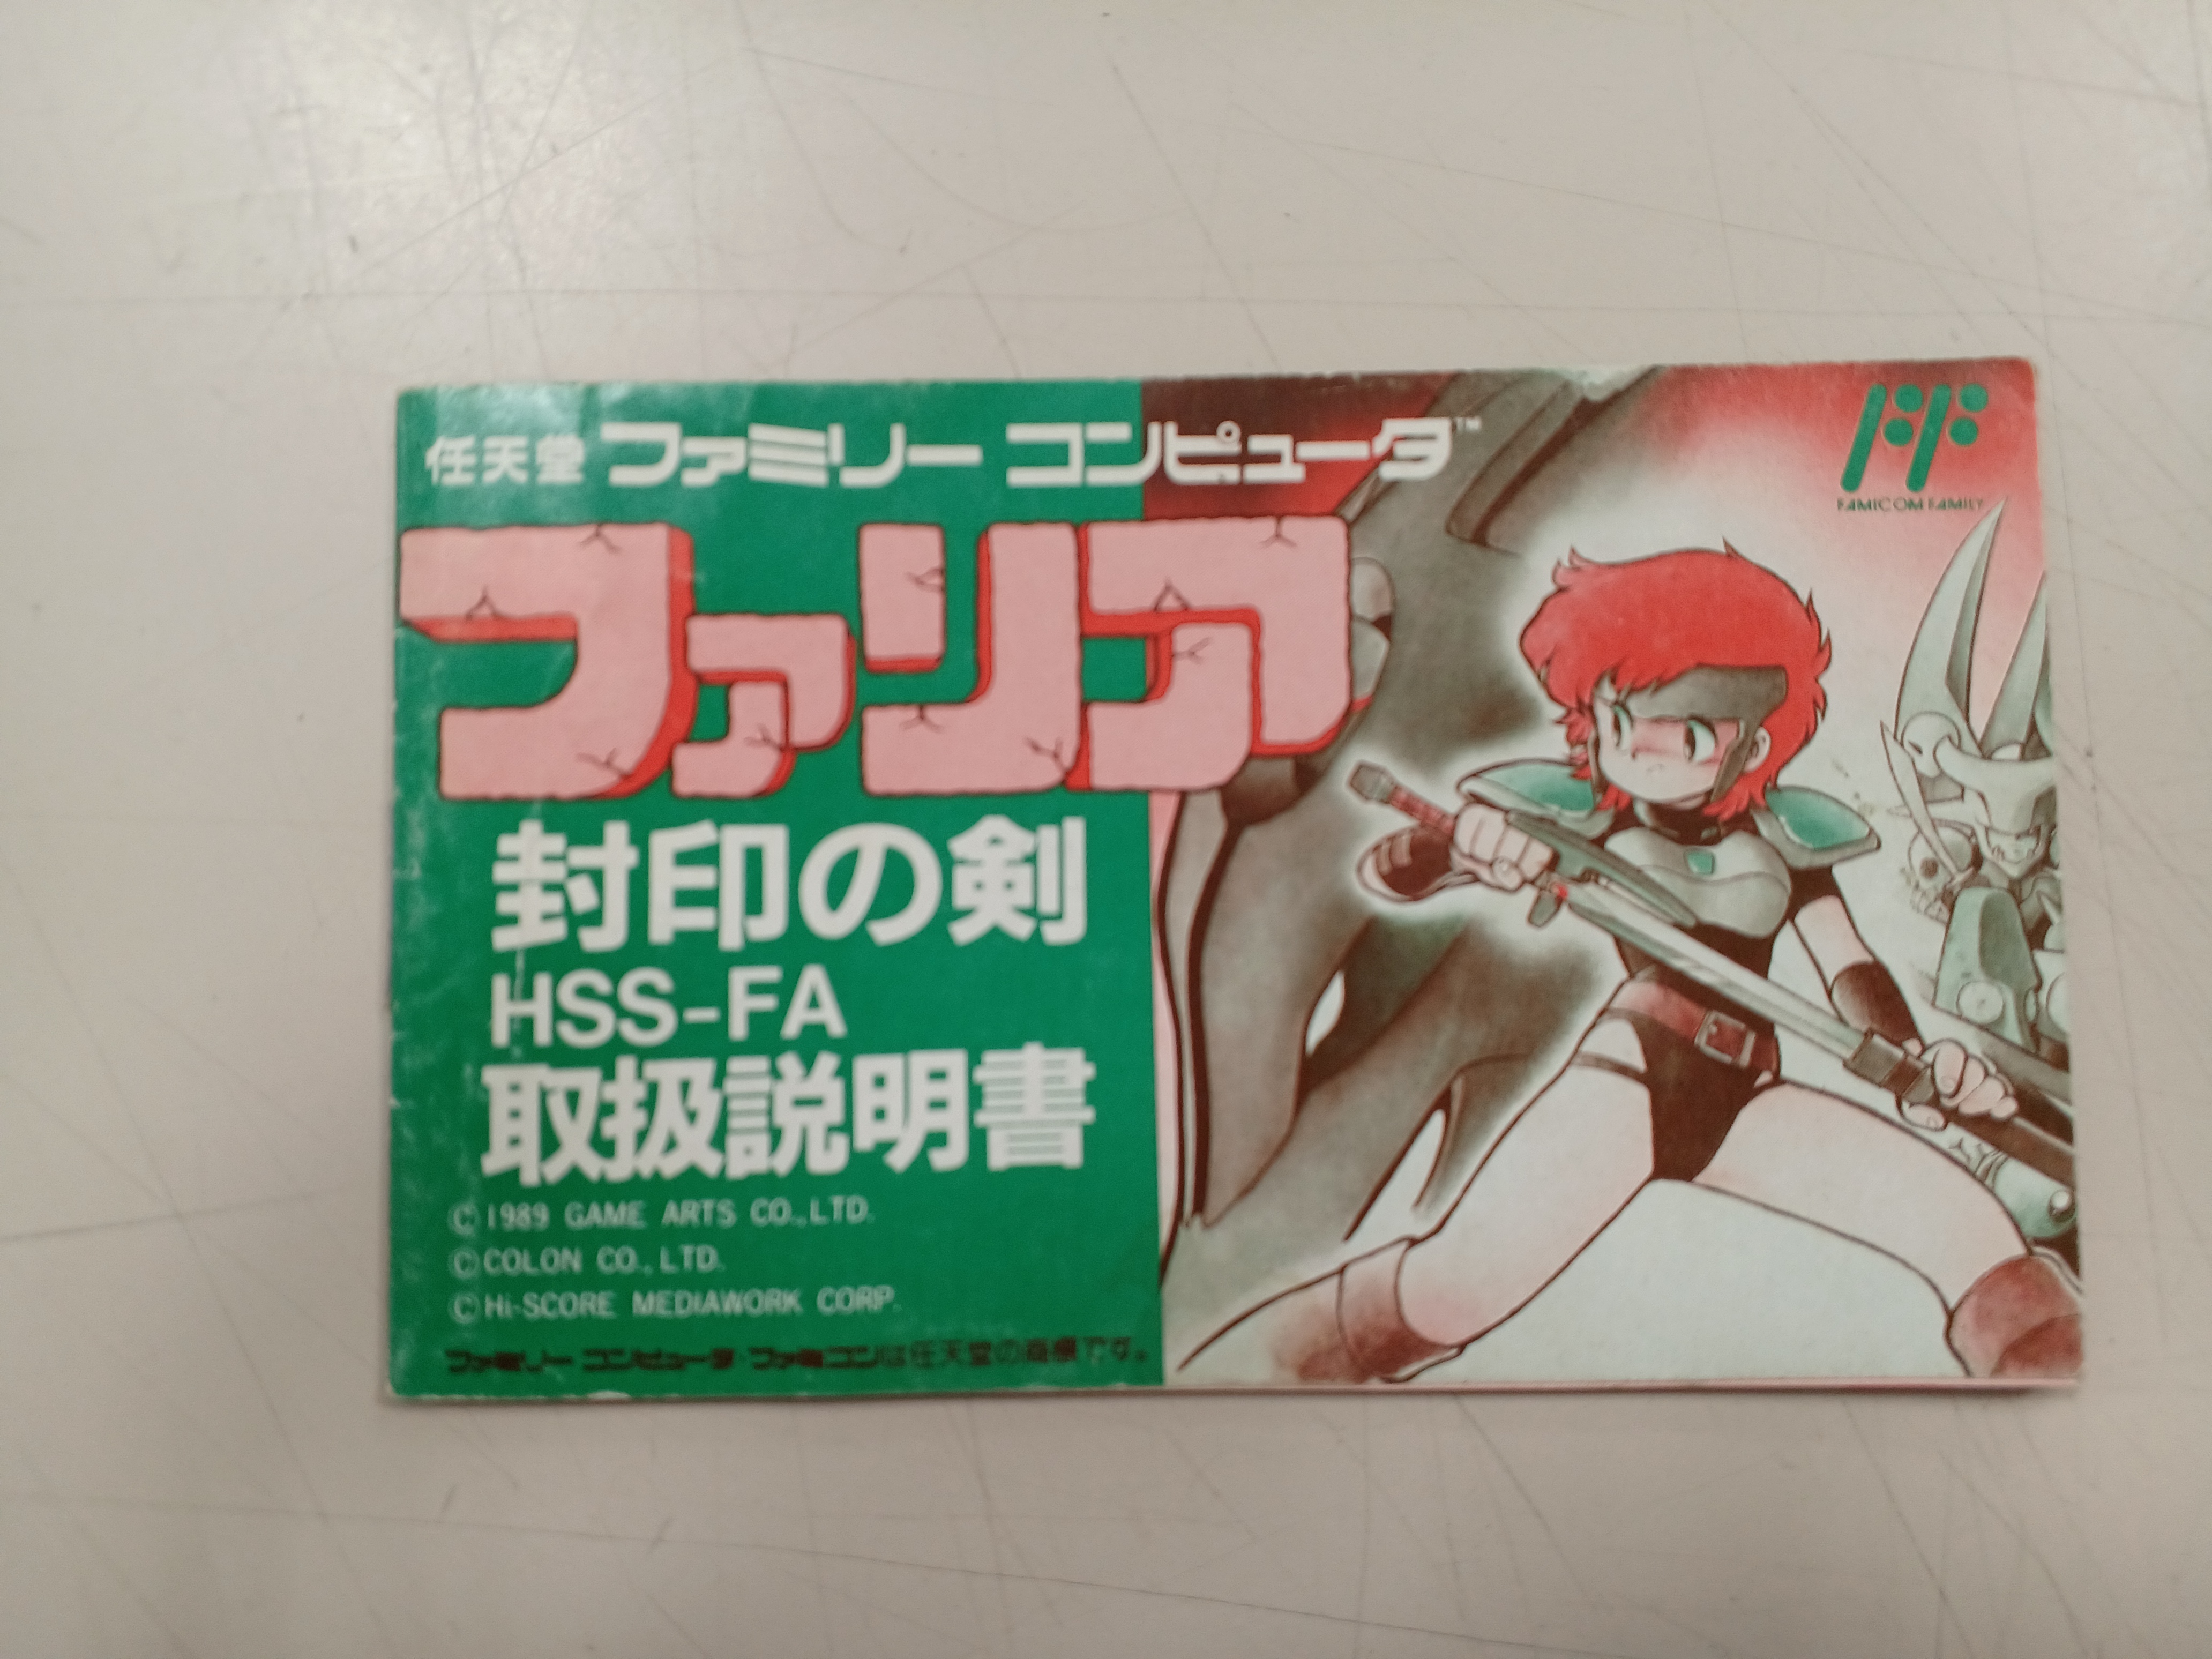 任天堂 ファミリー コンピュータ™
FAMICOM FAMILY
ファリア
封印の剣
HSS-FA
取扱説明書
©1989 GAME ARTS CO.,LTD.
©COLON CO.,LTD.
©Hi-SCORE MEDIAWORK CORP.
ファミリー コンピュータ・ファミコンは任天堂の商標です。